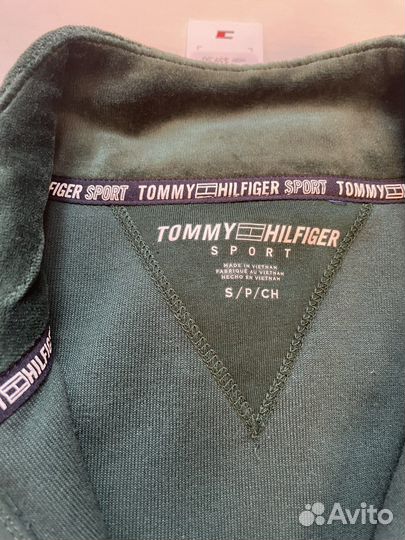 HILFIGER SPORT TOMMY HILFIGER SPORT TOMMY HILFIGER
TOMMY HILFIGER
SPORT
MADE IN VIETNAM
FABRIQUÉ AU VIETNAM
HECHO EN VIETNAM
S/P/CH
HILFIGER
Avito